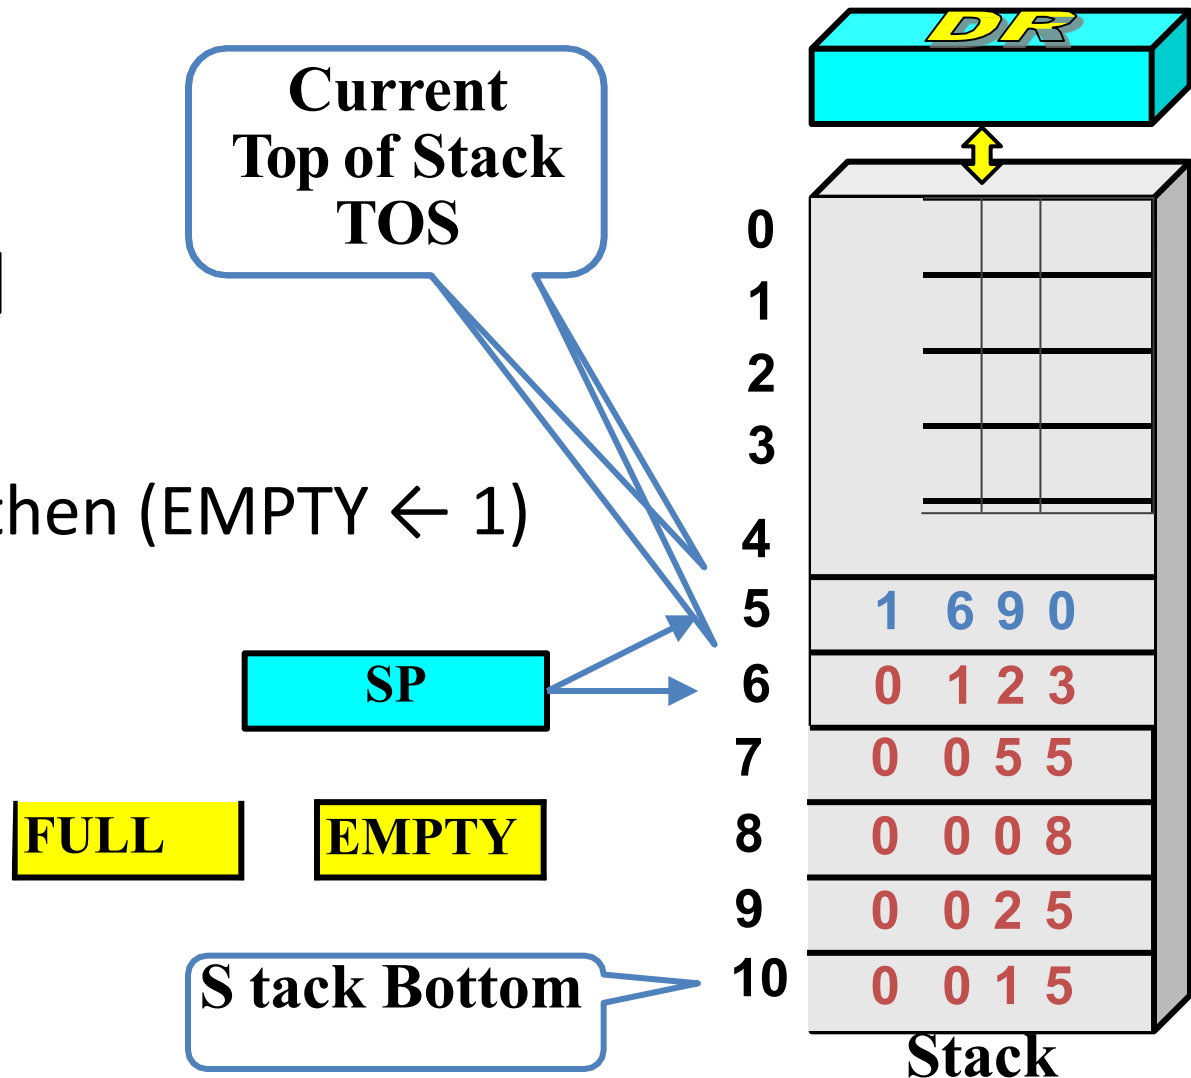 DR
Current
Top of Stack
TOS
0
1
2
3
then (EMPTY ← 1)
4
5 1 6 9 0
SP
6 0 1 2 3
7 0 0 5 5
FULL EMPTY
8 0 0 0 8
9 0 0 2 5
S tack Bottom
10 0 0 1 5
Stack